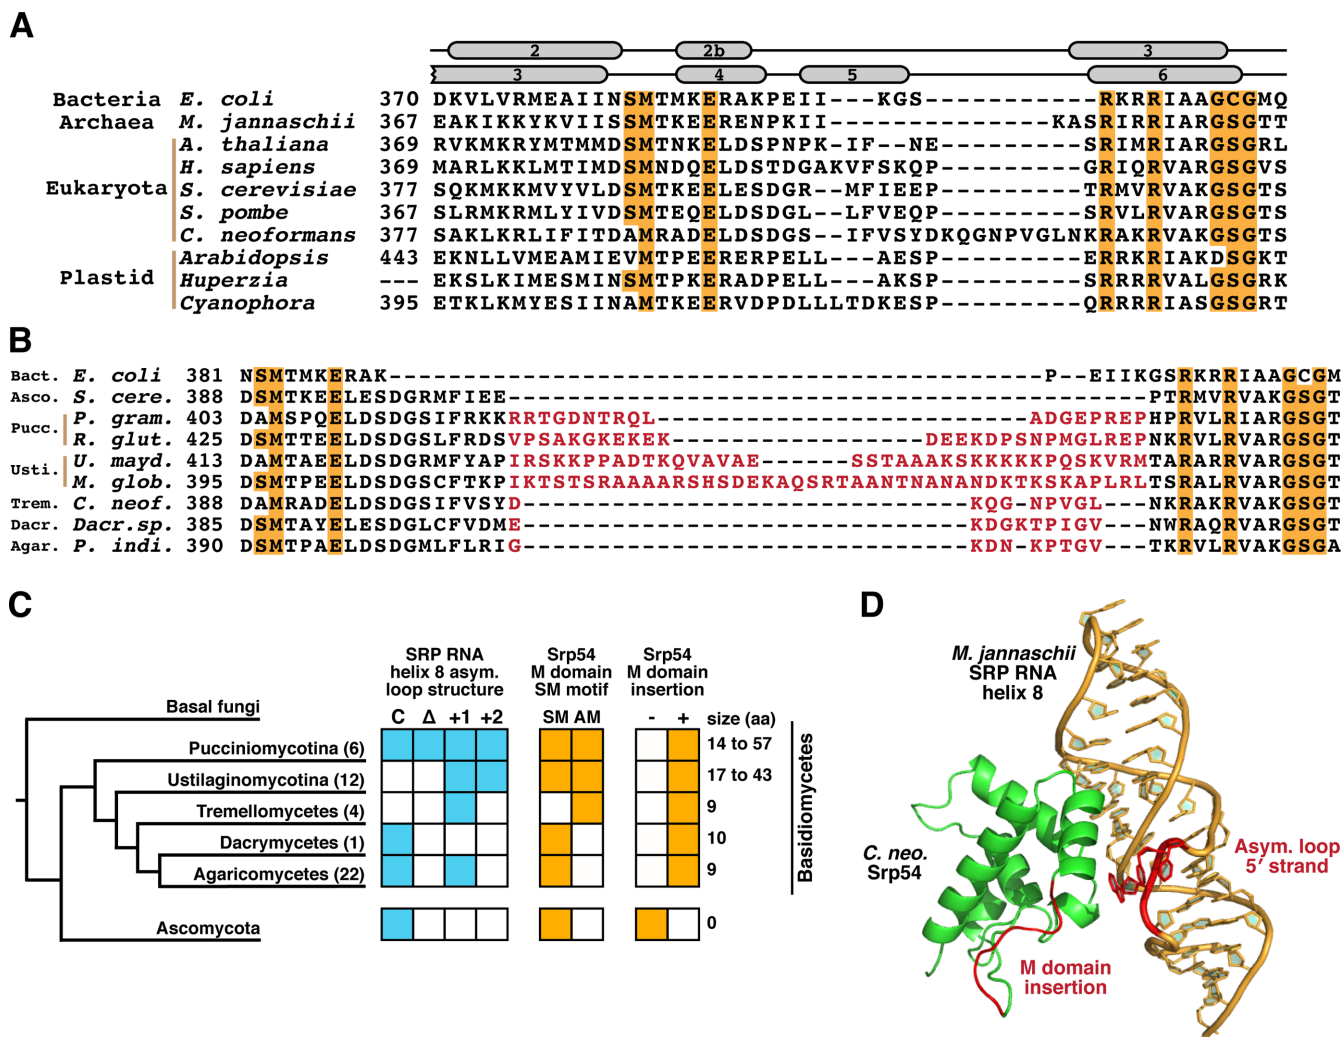 A
2 2b 3
3 4 5 6
Bacteria E. coli 370 DKVLVRMEAIINSMTMKERAKPEII---KGS-----------RKRRIAAGCGMQ
Archaea M. jannaschii 367 EAKIKKYKVIISSMTKEERENPKII--------------KASRIRRIARGSGTT
A. thaliana 369 RVKMKRYMTMMDSMTNKELDSPNPK-IF--NE---------SRIMRIARGSGRL
Eukaryota H. sapiens 369 MARLKKLMTIMDSMNDQELDSTDGAKVFSKQP---------GRIQRVARGSGVS
S. cerevisiae 377 SQKMKKMVYVLDSMTKEELESDGR--MFIEEP---------TRMVRVAKGSGTS
S. pombe 367 SLRMKRMLYIVDSMTEQELDSDGL--LFVEQP---------SRVLRVARGSGTS
C. neoformans 377 SAKLKRLIFITDAMRADELDSDGS--IFVSYDKQGNPVGLNKRAKRVAKGSGTS
Plastid Arabidopsis 443 EKNLLVMEAMIEVMTPEERERPELL---AESP---------ERRKRIAKDSGKT
Huperzia --- EKSLKIMESMINSMTPKERADPELL---AKSP---------SRRRRVALGSGRK
Cyanophora 395 ETKLKMYESMINAMTKEERVDPDLLLTDKESP---------QRRRRIASGSGRT
B
Bact. E. coli 381 NSMTMKERAK--------------------------------------------P--EIIKGSRKRRIAAGCGM
Asco. S. cere. 388 DSMTKEELESDGRMFIEE-------------------------------------------PTRMVRVAKGSGT
Pucc. P. gram. 403 DAMSPQELDSDGSIFRKKRRTGDNTRQL-------------------------ADGEPREPHPRVLRIARGSGT
R. glut. 425 DSMTTEELDSDGSLFRDSVPSAKGKEKEK-----------------DEEKDPSNPMGLREPNKRVLRIARGSGT
Usti. U. mayd. 413 DAMTAEELDSDGRMFYAPIRSKKPPADTKQVAVAE------SSTAAAKSKKKKKPQSKVRMTARARRVARGSGT
M. glob. 395 DSMTPEELDSDGSCFTKPIKTSTSRAAAARSHSDEKAQSRTAANTNANANDKTKSKAPLRLTSRALRVARGSGT
Trem. C. neof. 388 DAMRADELDSDGSIFVSYD------------------------------KQG-NPVGL---NKRAKRVAKGSGT
Dacr. Dacr.sp. 385 DSMTAYELESDGLCFVDME------------------------------KDGKTPIGV---NWRAQRVARGSGT
Agar. P. indi. 390 DSMTPAELDSDGMLFLRIG------------------------------KDN-KPTGV---TKRVLRVAKGSGA
C
SRP RNA helix 8 asym. loop structure
Srp54 M domain SM motif
Srp54 M domain insertion
C Δ +1 +2 SM AM - + size (aa)
Basal fungi
Pucciniomycotina (6) 14 to 57
Ustilaginomycotina (12) 17 to 43
Tremellomycetes (4) 9
Dacrymycetes (1) 10
Agaricomycetes (22) 9
Ascomycota 0
Basidiomycetes
D
M. jannaschii
SRP RNA
helix 8
C. neo.
Srp54
Asym. loop
5′ strand
M domain
insertion